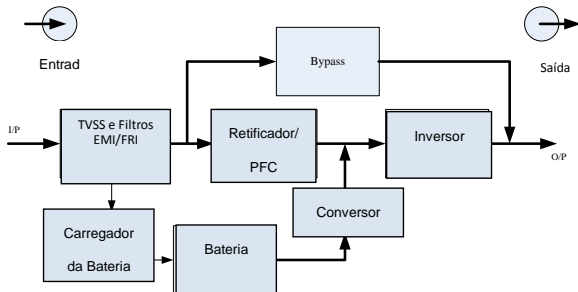 Entrad
Saída
Bypass
I/P
TVSS e Filtros
EMI/FRI
Retificador/
PFC
Inversor
O/P
Conversor
Carregador
da Bateria
Bateria